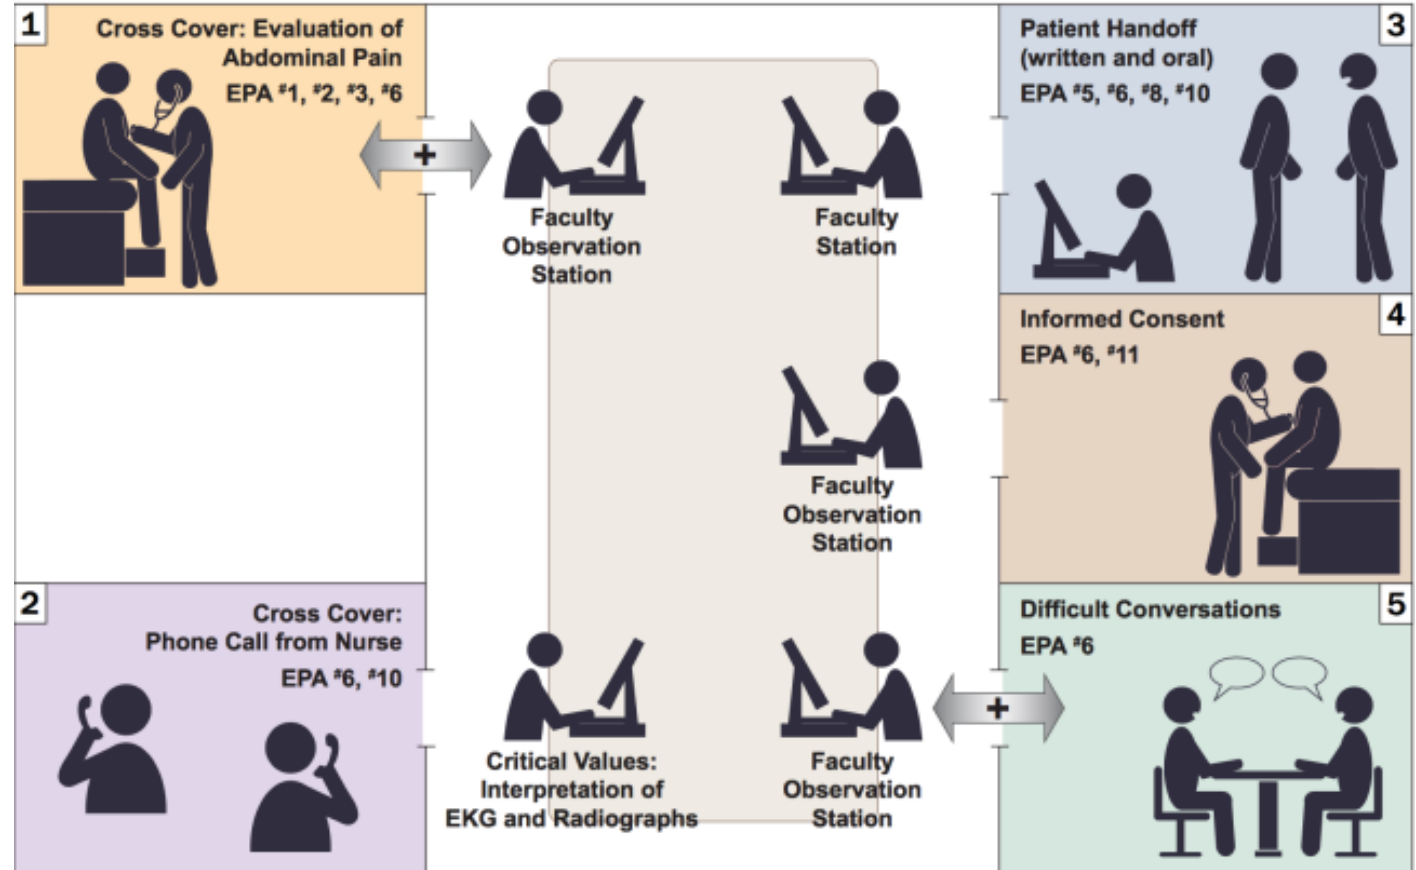 1
Cross Cover: Evaluation of
Abdominal Pain
EPA #1, #2, #3, #6
+
Faculty
Observation
Station
Faculty
Station
3
Patient Handoff
(written and oral)
EPA #5, #6, #8, #10
4
Informed Consent
EPA #6, #11
Faculty
Observation
Station
2
Cross Cover:
Phone Call from Nurse
EPA #6, #10
Critical Values:
Interpretation of
EKG and Radiographs
Faculty
Observation
Station
+
5
Difficult Conversations
EPA #6